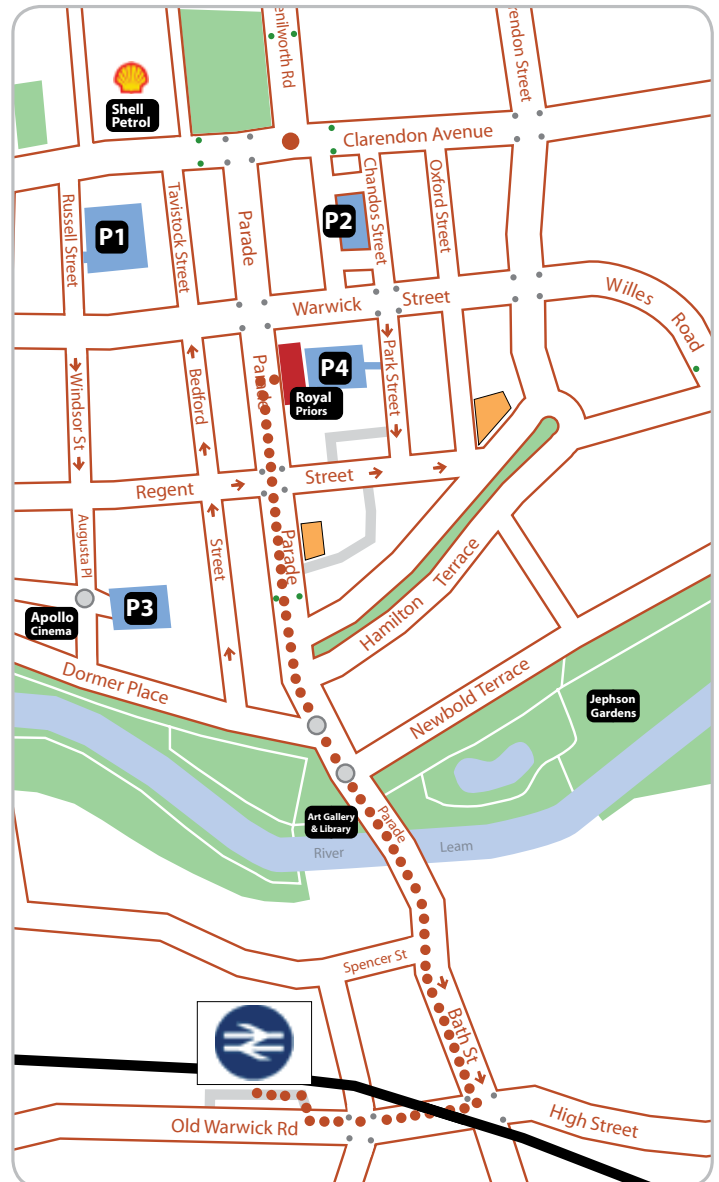 enilworth Rd
rendon Street
Shell
Petrol
Clarendon Avenue
Russell Street
P1
Tavistock Street
Parade
P2
Chandos Street
Oxford Street
Warwick
Street
Willes
Road
Windsor St
Bedford
Parade
P4
Royal
Priors
Park Street
Regent
Street
Augusta Pl
Street
Parade
P3
Apollo
Cinema
Hamilton
Terrace
Dormer Place
Newbold Terrace
Jephson
Gardens
Art Gallery
& Library
Parade
River
Leam
Spencer St
Bath St
Old Warwick Rd
High Street